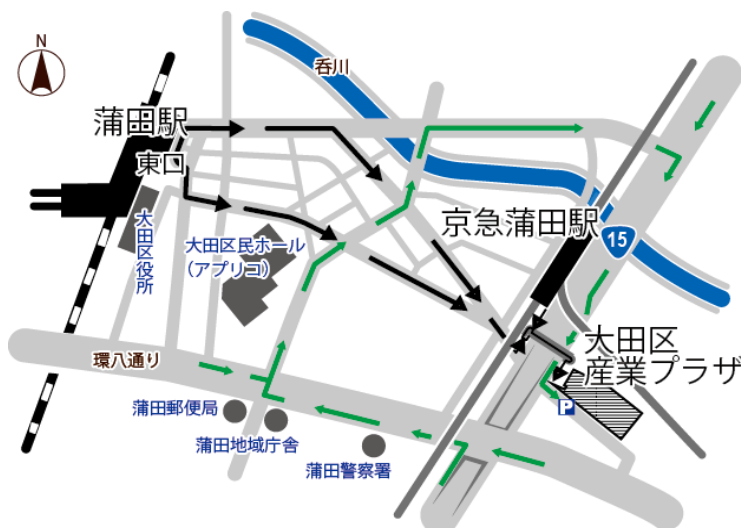 N
呑川
蒲田駅
東口
大田区役所
大田区民ホール
（アプリコ）
京急蒲田駅
15
大田区
産業プラザ
P
環八通り
蒲田郵便局
蒲田地域庁舎
蒲田警察署